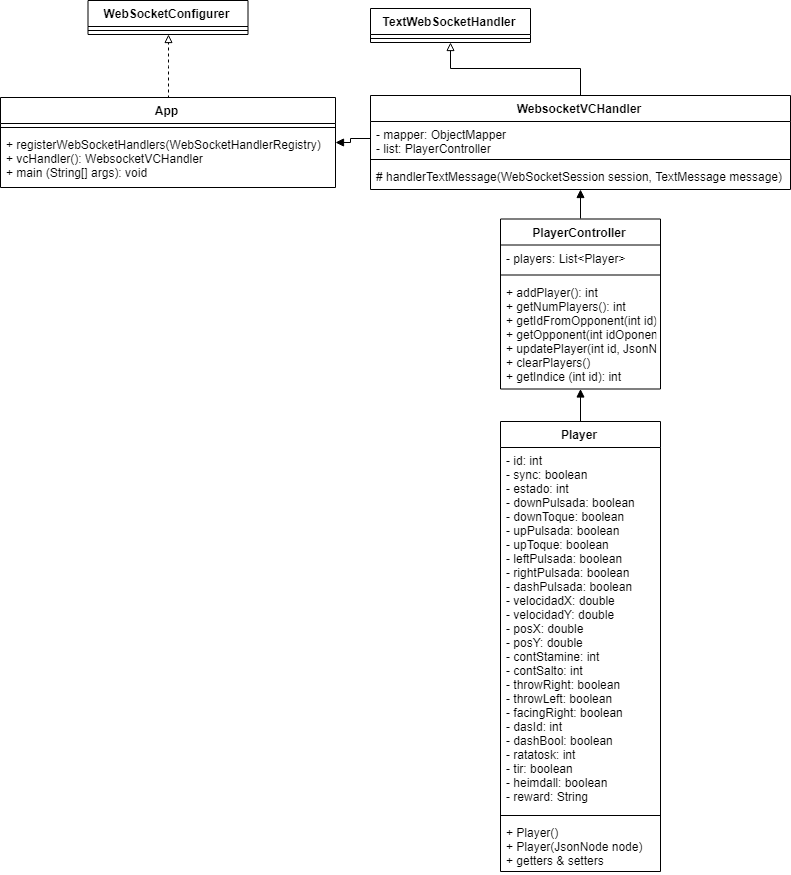 WebSocketConfigurer
TextWebSocketHandler
App
+ registerWebSocketHandlers(WebSocketHandlerRegistry)
+ vcHandler(): WebsocketVCHandler
+ main (String[] args): void
WebsocketVCHandler
- mapper: ObjectMapper
- list: PlayerController
# handlerTextMessage(WebSocketSession session, TextMessage message)
PlayerController
- players: List<Player>
+ addPlayer(): int
+ getNumPlayers(): int
+ getIdFromOpponent(int id)
+ getOpponent(int idOponen
+ updatePlayer(int id, JsonN
+ clearPlayers()
+ getIndice (int id): int
Player
- id: int
- sync: boolean
- estado: int
- downPulsada: boolean
- downToque: boolean
- upPulsada: boolean
- upToque: boolean
- leftPulsada: boolean
- rightPulsada: boolean
- dashPulsada: boolean
- velocidadX: double
- velocidadY: double
- posX: double
- posY: double
- contStamine: int
- contSalto: int
- throwRight: boolean
- throwLeft: boolean
- facingRight: boolean
- dasId: int
- dashBool: boolean
- ratatosk: int
- tir: boolean
- heimdall: boolean
- reward: String
+ Player()
+ Player(JsonNode node)
+ getters & setters